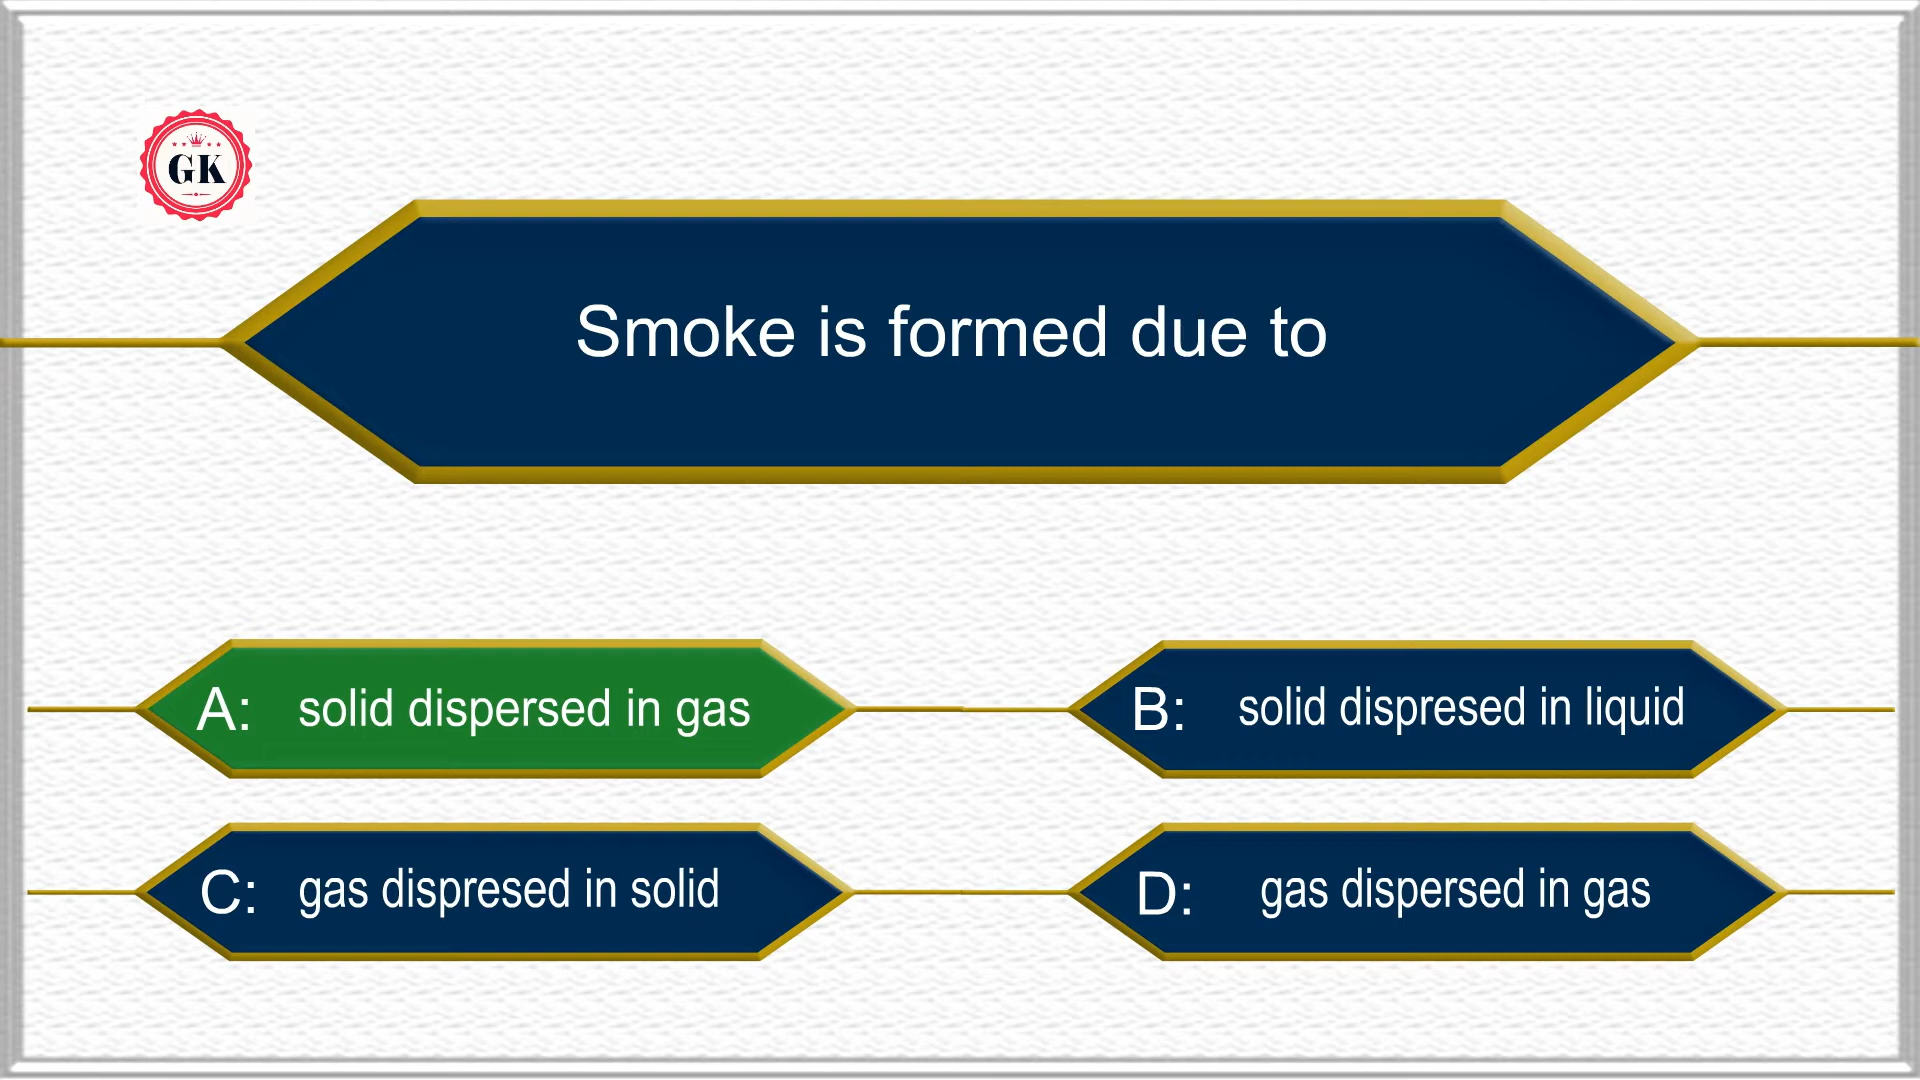 GK
Smoke is formed due to
A: solid dispersed in gas
B: solid dispresed in liquid
C: gas dispresed in solid
D: gas dispersed in gas